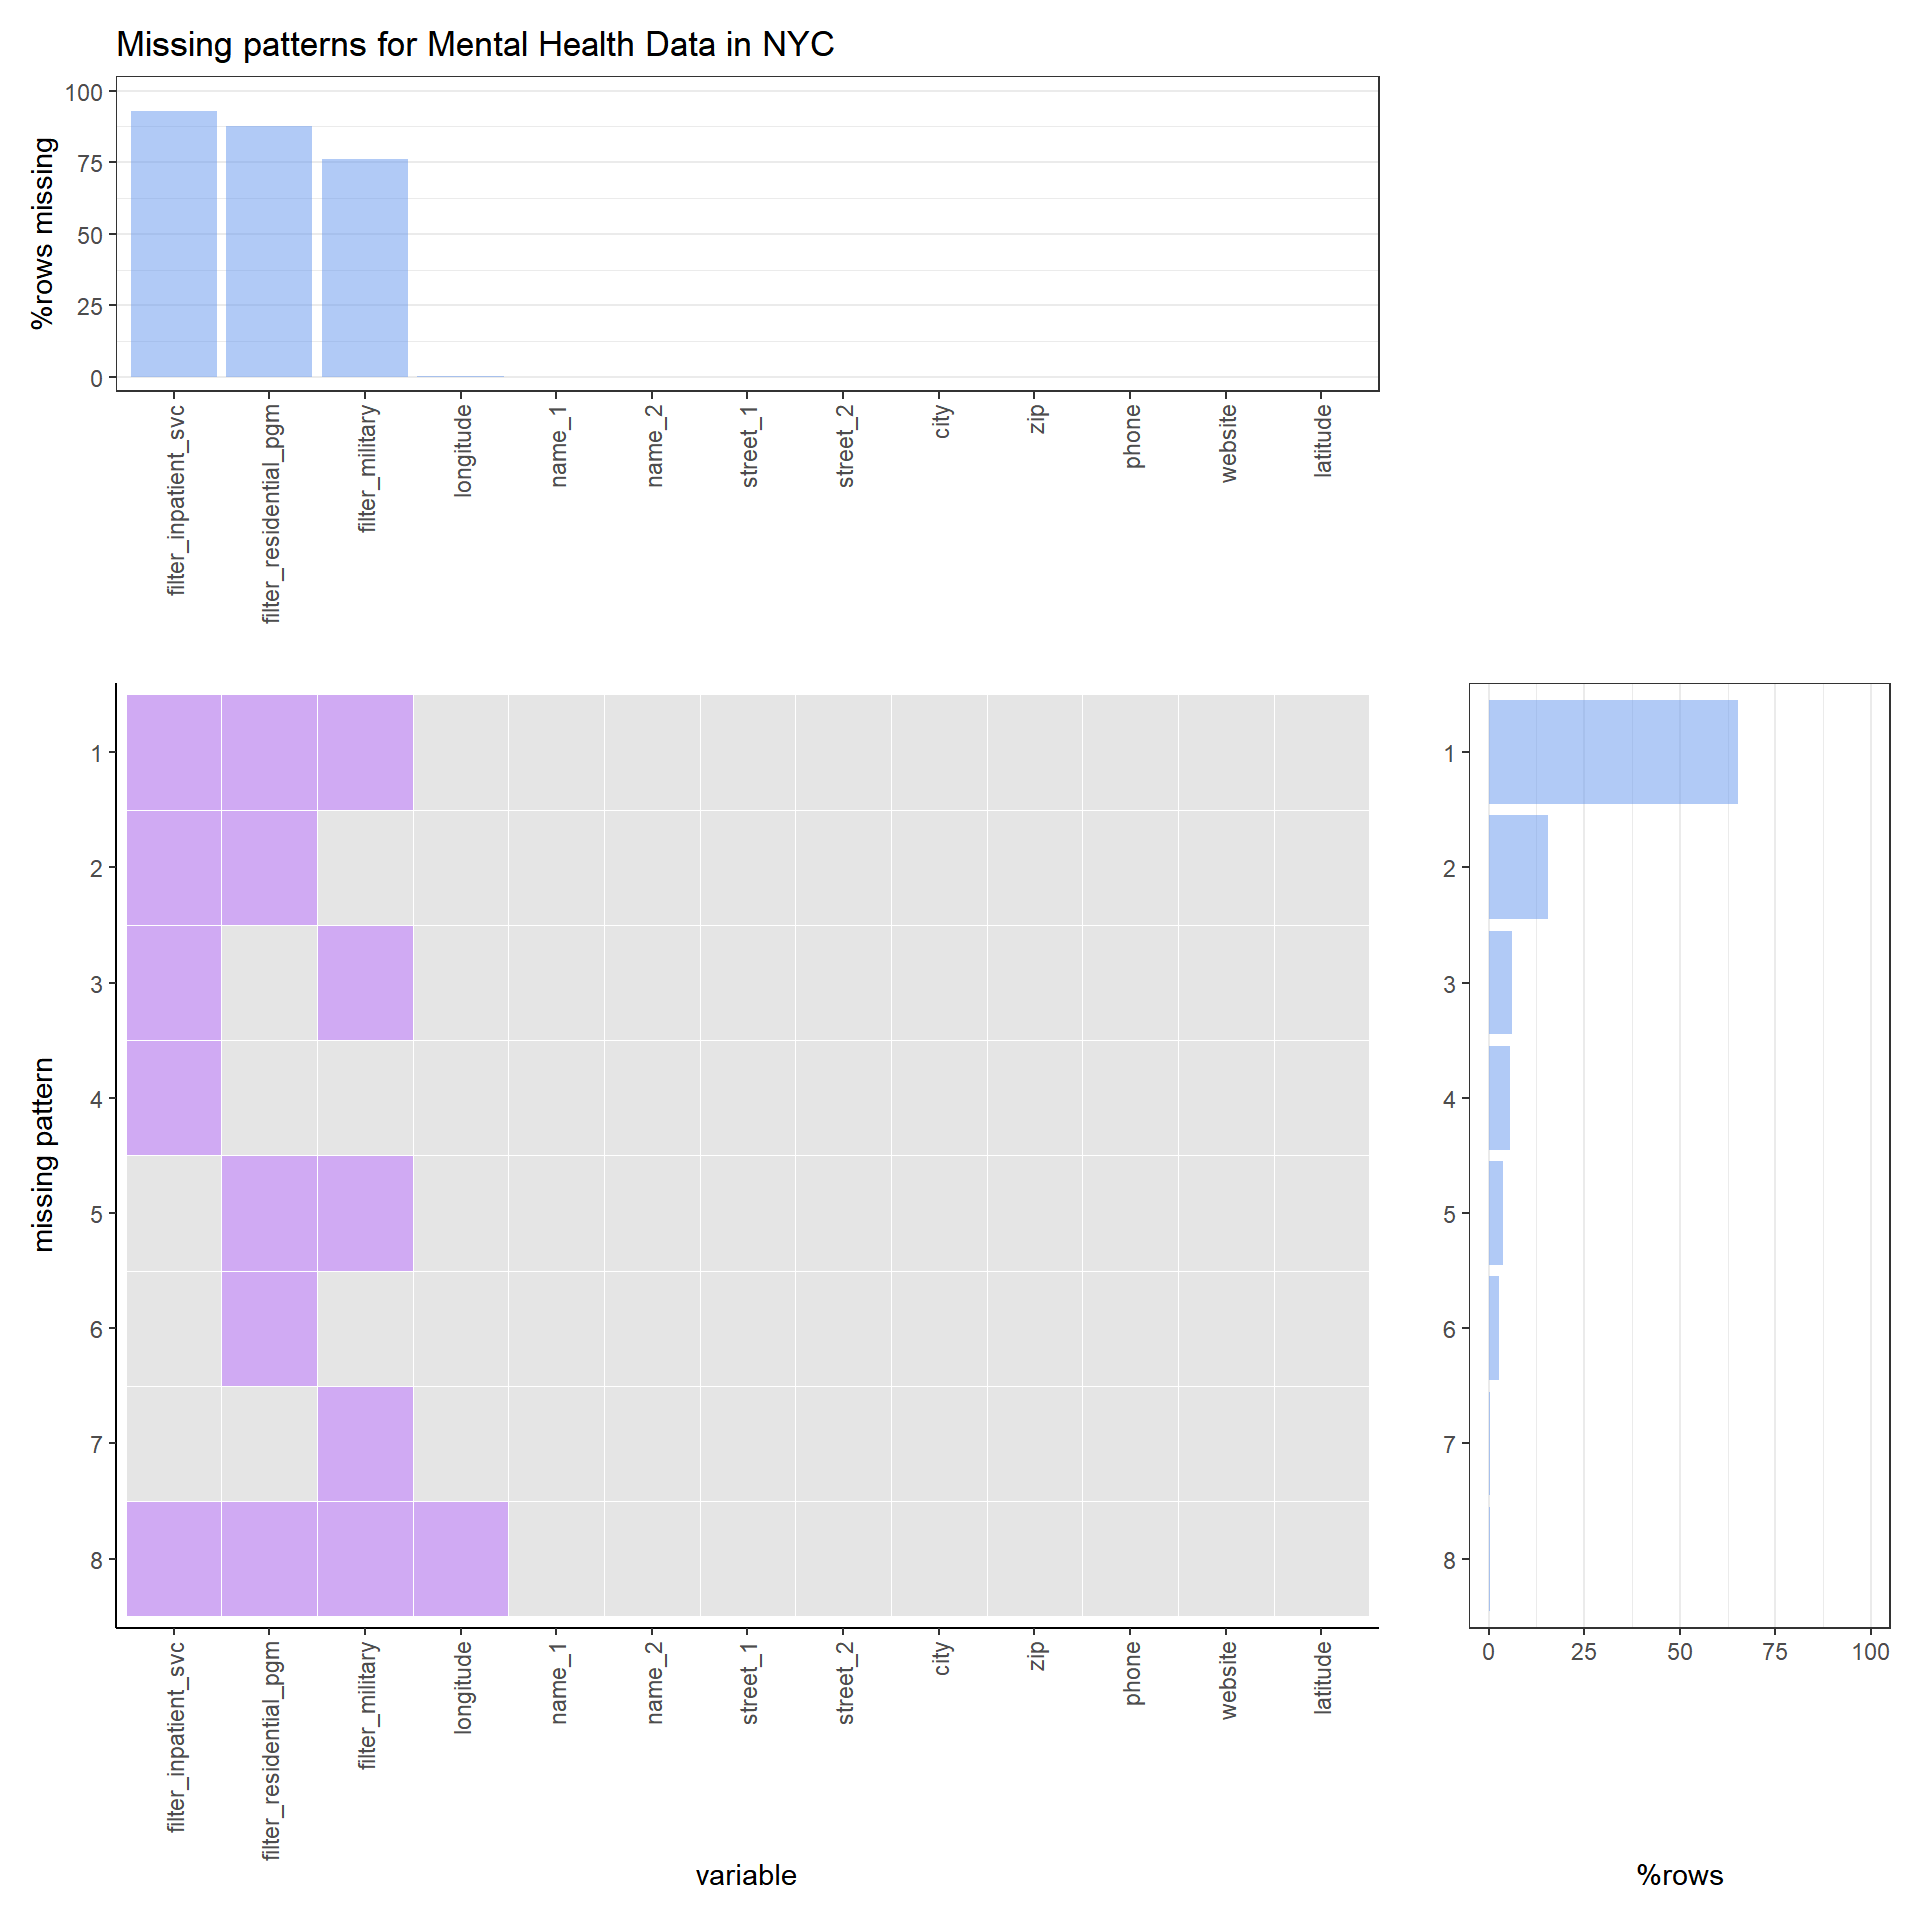 Missing patterns for Mental Health Data in NYC
%rows missing
100
75
50
25
0
filter_inpatient_svc
filter_residential_pgm
filter_military
longitude
name_1
name_2
street_1
street_2
city
zip
phone
website
latitude
missing pattern
1
2
3
4
5
6
7
8
filter_inpatient_svc
filter_residential_pgm
filter_military
longitude
name_1
name_2
street_1
street_2
city
zip
phone
website
latitude
variable
1
2
3
4
5
6
7
8
0 25 50 75 100
%rows